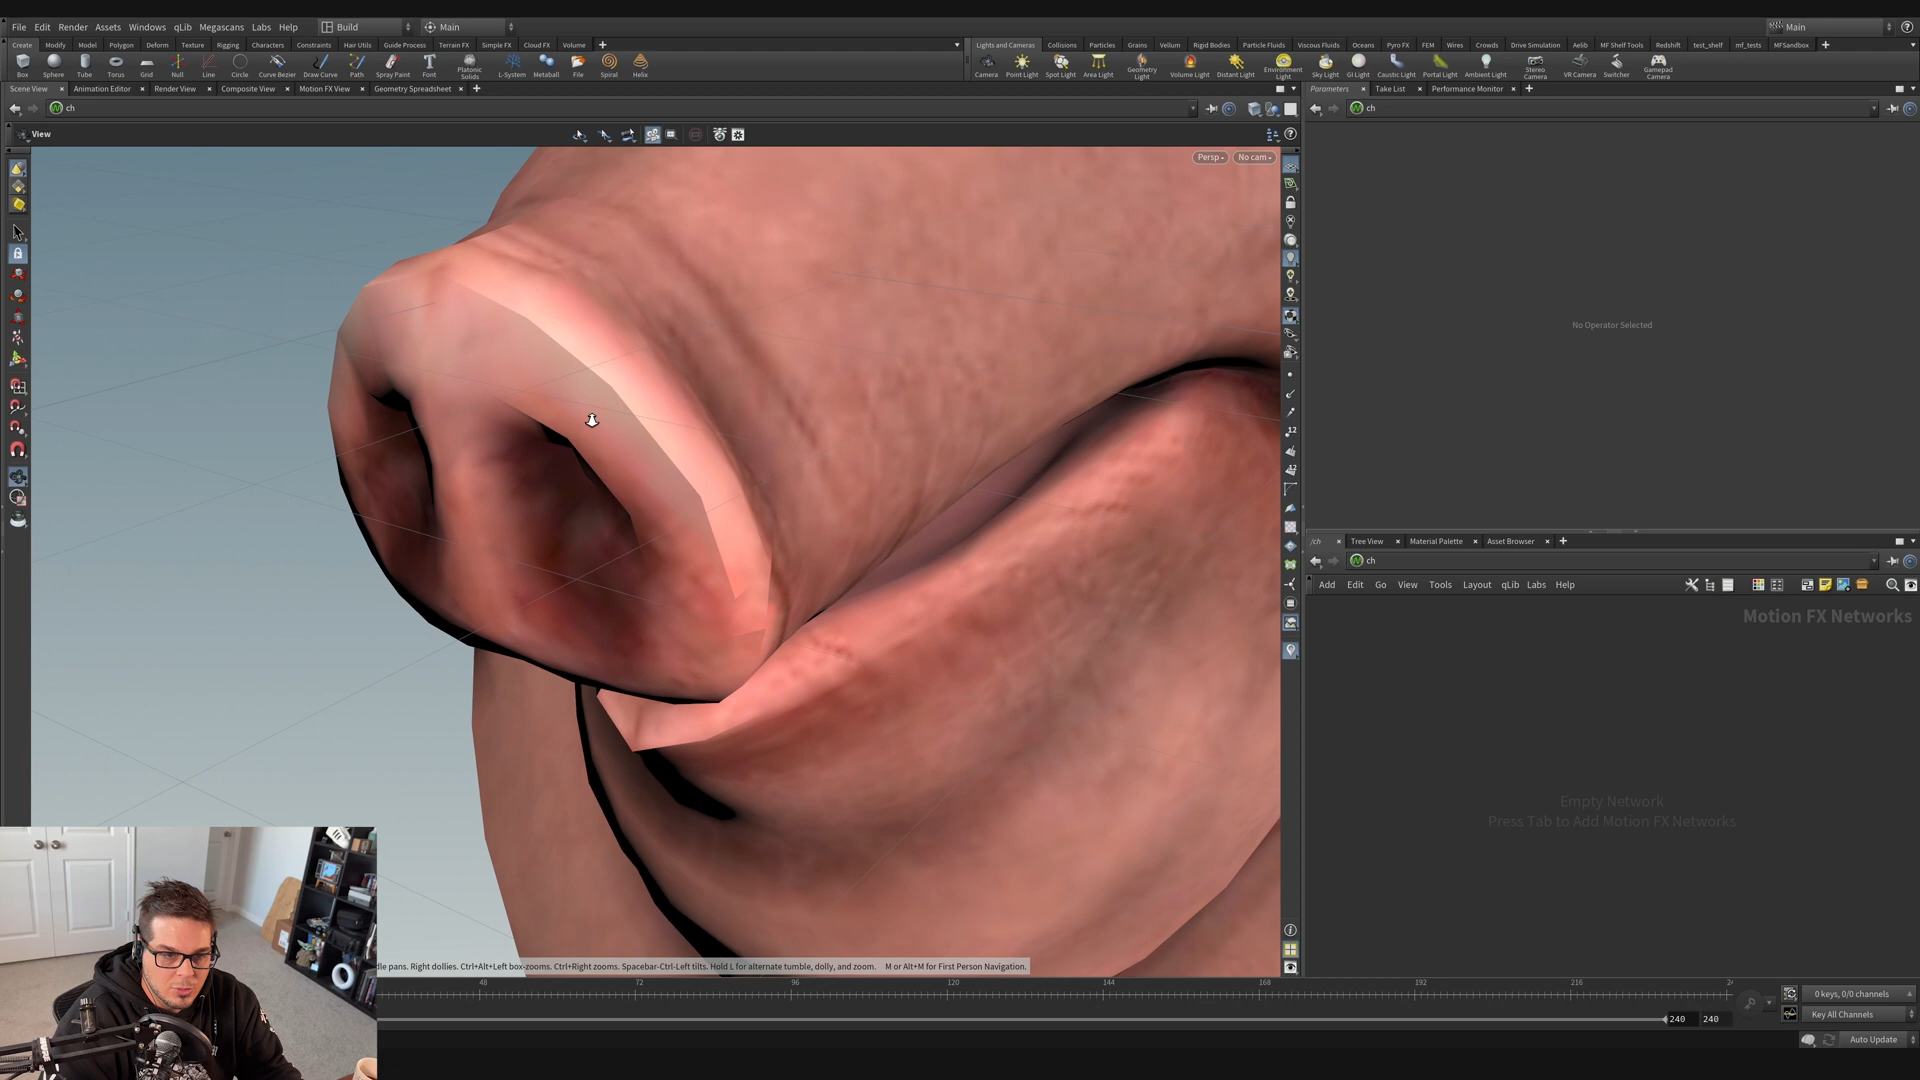 File Edit Render Assets Windows qLib Megascans Labs Help Build Main Main
Create Modify Model Polygon Deform Texture Rigging Characters Constraints Hair Utils Guide Process Terrain FX Simple FX Cloud FX Volume
Lights and Cameras Collisions Particles Grains Vellum Rigid Bodies Particle Fluids Viscous Fluids Oceans Pyro FX FEM Wires Crowds Drive Simulation Aelib MF Shelf Tools Redshift test_shelf mf_tests MFSandbox
Box Sphere Tube Torus Grid Null Line Circle Curve Bezier Draw Curve Path Spray Paint Font Platonic Solids L-System Metaball File Spiral Helix
Camera Point Light Spot Light Area Light Geometry Light Volume Light Distant Light Environment Light Sky Light GI Light Caustic Light Portal Light Ambient Light Stereo Camera VR Camera Switcher Gamepad Camera
Scene View Animation Editor Render View Composite View Motion FX View Geometry Spreadsheet
Parameters Take List Performance Monitor
ch
ch
View
Persp No cam
No Operator Selected
12
12
/ch Tree View Material Palette Asset Browser
ch
Add Edit Go View Tools Layout qLib Labs Help
Motion FX Networks
Empty Network
Press Tab to Add Motion FX Networks
dle pans. Right dollies. Ctrl+Alt+Left box-zooms. Ctrl+Right zooms. Spacebar-Ctrl-Left tilts. Hold L for alternate tumble, dolly, and zoom. M or Alt+M for First Person Navigation.
48 72 96 120 144 168 192 216 24
0 keys, 0/0 channels
240 240
Key All Channels
Auto Update